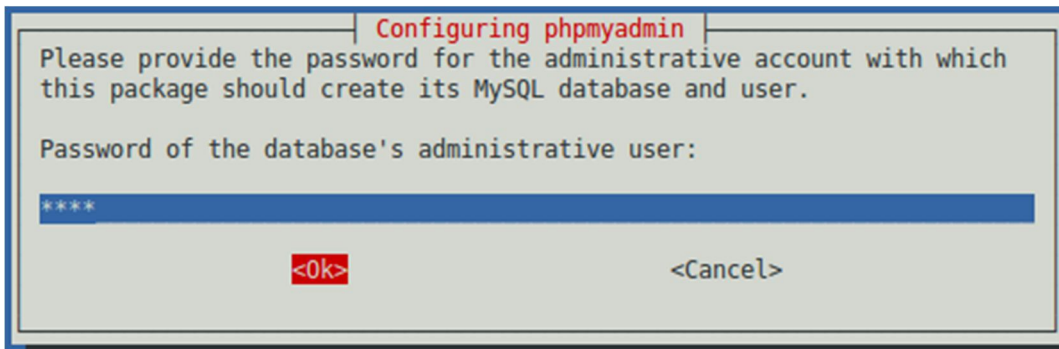 Configuring phpmyadmin
Please provide the password for the administrative account with which
this package should create its MySQL database and user.
Password of the database's administrative user:
****
<Ok> <Cancel>